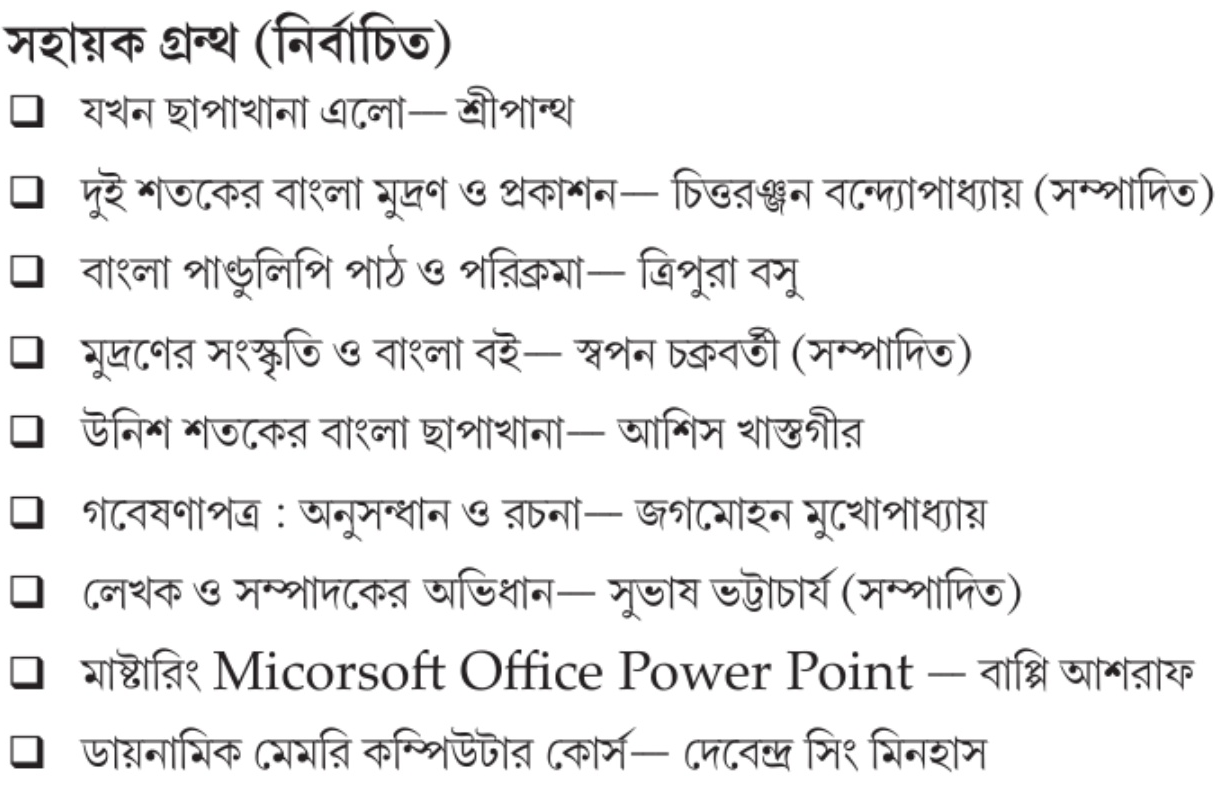 সহায়ক গ্রন্থ (নির্বাচিত)
❑ যখন ছাপাখানা এলো— শ্রীপান্থ
❑ দুই শতকের বাংলা মুদ্রণ ও প্রকাশন— চিত্তরঞ্জন বন্দ্যোপাধ্যায় (সম্পাদিত)
❑ বাংলা পাণ্ডুলিপি পাঠ ও পরিক্রমা— ত্রিপুরা বসু
❑ মুদ্রণের সংস্কৃতি ও বাংলা বই— স্বপন চক্রবর্তী (সম্পাদিত)
❑ উনিশ শতকের বাংলা ছাপাখানা— আশিস খাস্তগীর
❑ গবেষণাপত্র : অনুসন্ধান ও রচনা— জগমোহন মুখোপাধ্যায়
❑ লেখক ও সম্পাদকের অভিধান— সুভাষ ভট্টাচার্য (সম্পাদিত)
❑ মাষ্টারিং Micorsoft Office Power Point — বাপ্পি আশরাফ
❑ ডায়নামিক মেমরি কম্পিউটার কোর্স— দেবেন্দ্র সিং মিনহাস